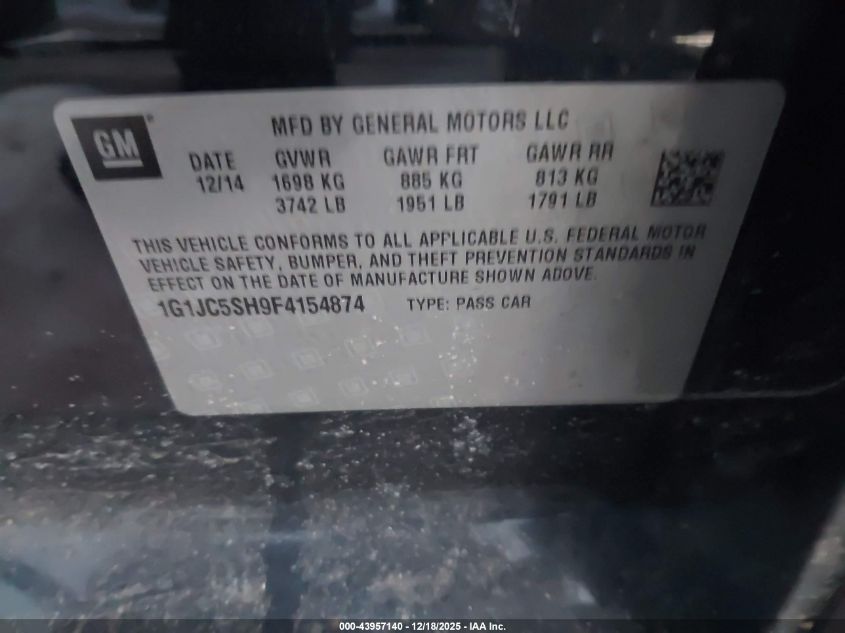 GM
MFD BY GENERAL MOTORS LLC
DATE GVWR GAWR FRT GAWR RR
12/14 1698 KG 885 KG 813 KG
3742 LB 1951 LB 1791 LB
THIS VEHICLE CONFORMS TO ALL APPLICABLE U.S. FEDERAL MOTOR
VEHICLE SAFETY, BUMPER, AND THEFT PREVENTION STANDARDS IN
EFFECT ON THE DATE OF MANUFACTURE SHOWN ABOVE.
1G1JC5SH9F4154874 TYPE: PASS CAR
000-43957140 - 12/18/2025 - IAA Inc.